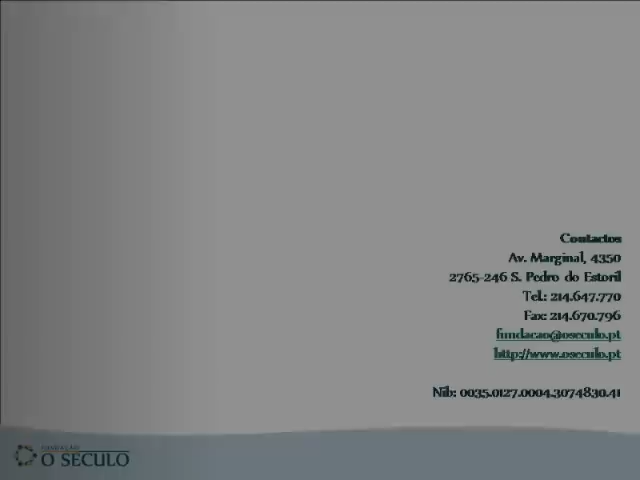 Contactos
Av. Marginal, 4350
2765-246 S. Pedro do Estoril
Tel.: 214.647.770
Fax: 214.670.796
fundacao@oseculo.pt
http://www.oseculo.pt
Nib: 0035.0127.0004.3074830.41
FUNDAÇÃO
O SÉCULO